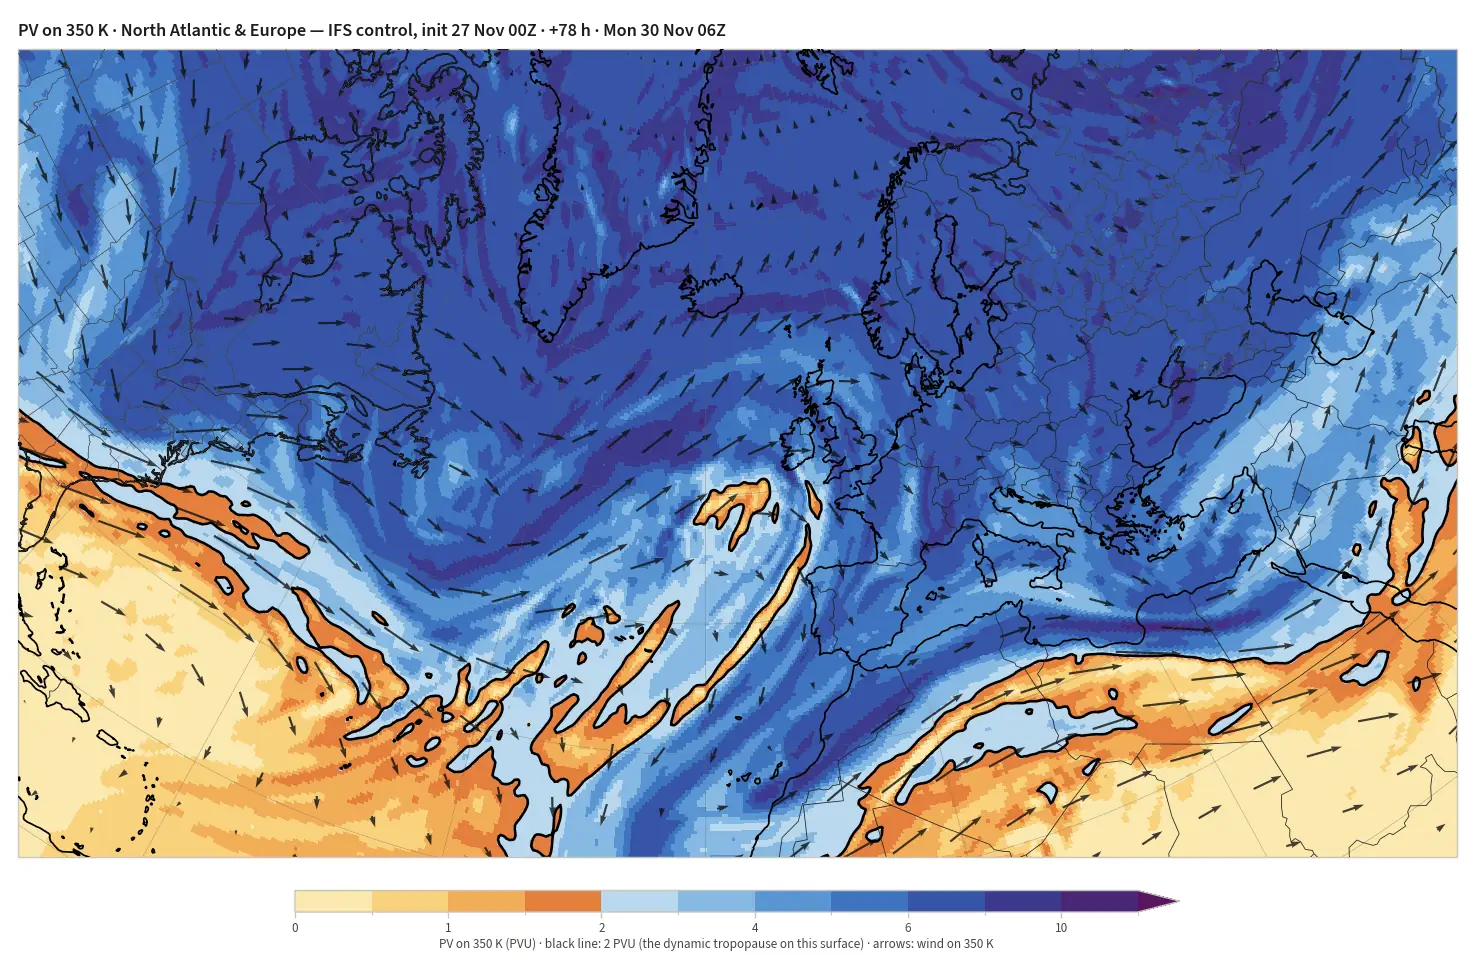 PV on 350 K · North Atlantic & Europe — IFS control, init 27 Nov 00Z · +78 h · Mon 30 Nov 06Z
0 1 2 4 6 10
PV on 350 K (PVU) · black line: 2 PVU (the dynamic tropopause on this surface) · arrows: wind on 350 K